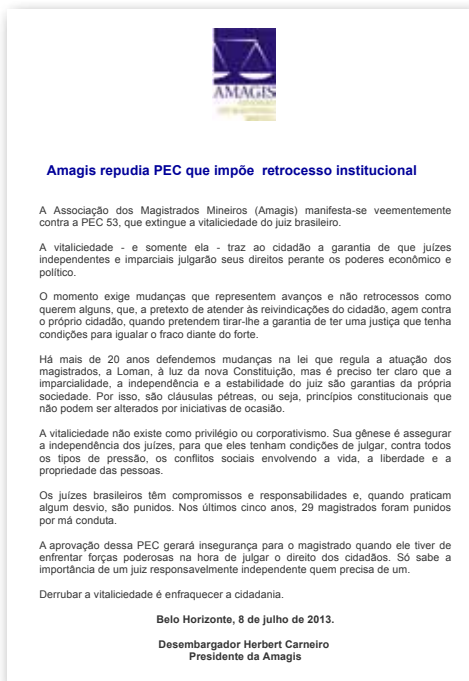 AMAGIS
Amagis repudia PEC que impõe retrocesso institucional
A Associação dos Magistrados Mineiros (Amagis) manifesta-se veementemente
contra a PEC 53, que extingue a vitaliciedade do juiz brasileiro.
A vitaliciedade - e somente ela - traz ao cidadão a garantia de que juízes
independentes e imparciais julgarão seus direitos perante os poderes econômico e
político.
O momento exige mudanças que representem avanços e não retrocessos como
querem alguns, que, a pretexto de atender às reivindicações do cidadão, agem contra
o próprio cidadão, quando pretendem tirar-lhe a garantia de ter uma justiça que tenha
condições para igualar o fraco diante do forte.
Há mais de 20 anos defendemos mudanças na lei que regula a atuação dos
magistrados, a Loman, à luz da nova Constituição, mas é preciso ter claro que a
imparcialidade, a independência e a estabilidade do juiz são garantias da própria
sociedade. Por isso, são cláusulas pétreas, ou seja, princípios constitucionais que
não podem ser alterados por iniciativas de ocasião.
A vitaliciedade não existe como privilégio ou corporativismo. Sua gênese é assegurar
a independência dos juízes, para que eles tenham condições de julgar, contra todos
os tipos de pressão, os conflitos sociais envolvendo a vida, a liberdade e a
propriedade das pessoas.
Os juízes brasileiros têm compromissos e responsabilidades e, quando praticam
algum desvio, são punidos. Nos últimos cinco anos, 29 magistrados foram punidos
por má conduta.
A aprovação dessa PEC gerará insegurança para o magistrado quando ele tiver de
enfrentar forças poderosas na hora de julgar o direito dos cidadãos. Só sabe a
importância de um juiz responsavelmente independente quem precisa de um.
Derrubar a vitaliciedade é enfraquecer a cidadania.
Belo Horizonte, 8 de julho de 2013.
Desembargador Herbert Carneiro
Presidente da Amagis